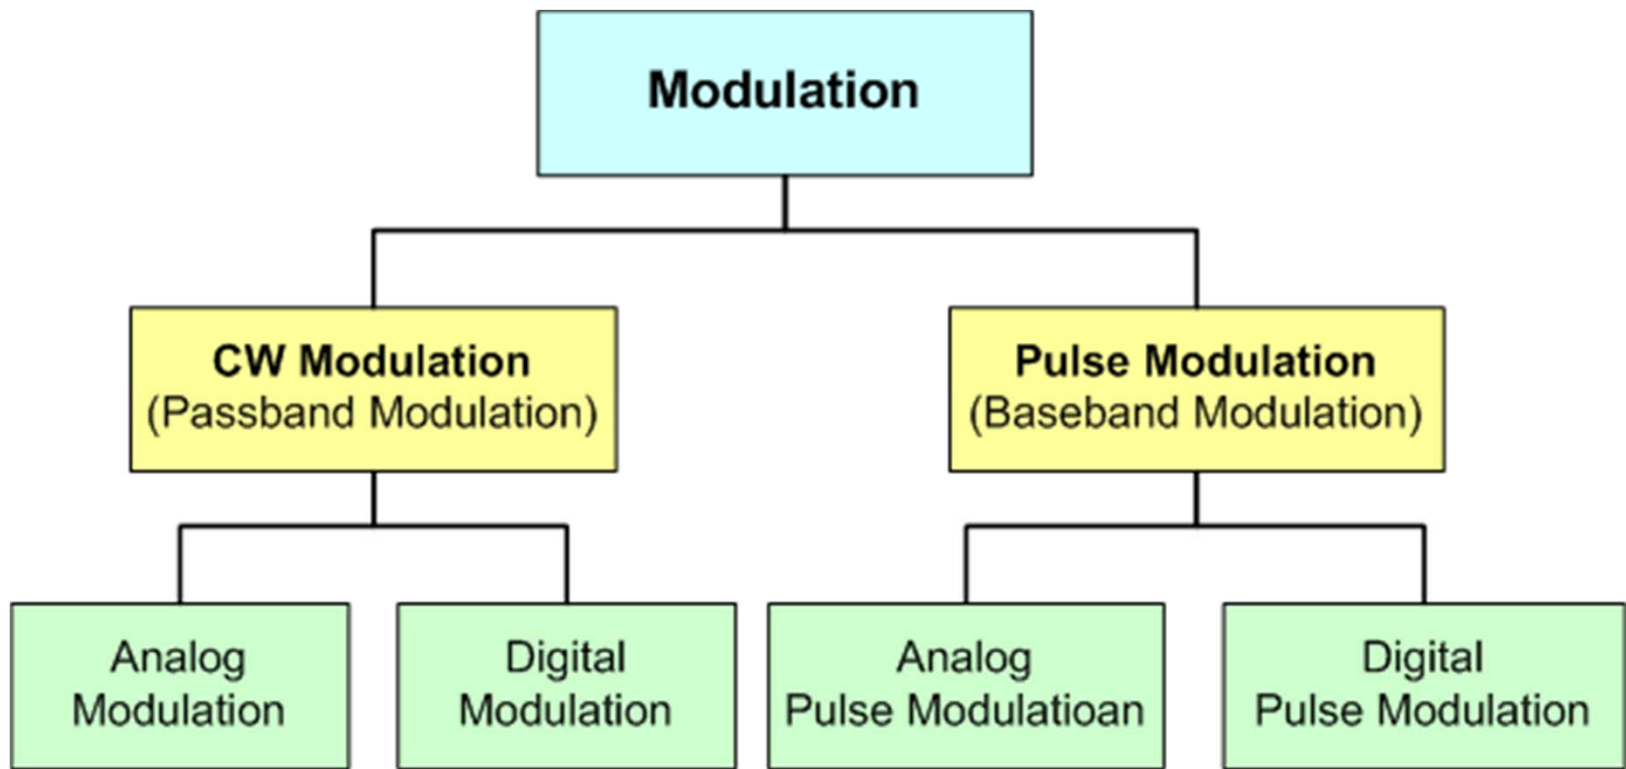 Modulation
CW Modulation
(Passband Modulation)
Pulse Modulation
(Baseband Modulation)
Analog
Modulation
Digital
Modulation
Analog
Pulse Modulatioan
Digital
Pulse Modulation